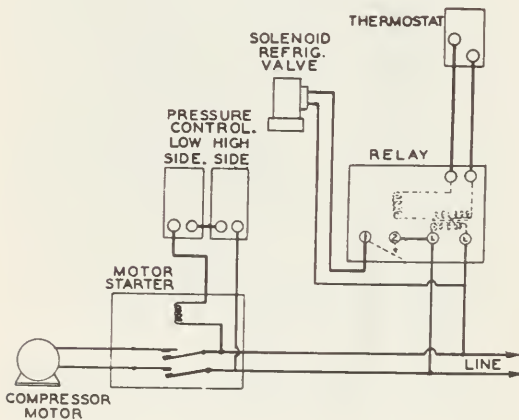 THERMOSTAT
SOLENOID
REFRIG.
VALVE
PRESSURE
CONTROL.
LOW HIGH
SIDE. SIDE
RELAY
1 2 L L
MOTOR
STARTER
LINE
COMPRESSOR
MOTOR